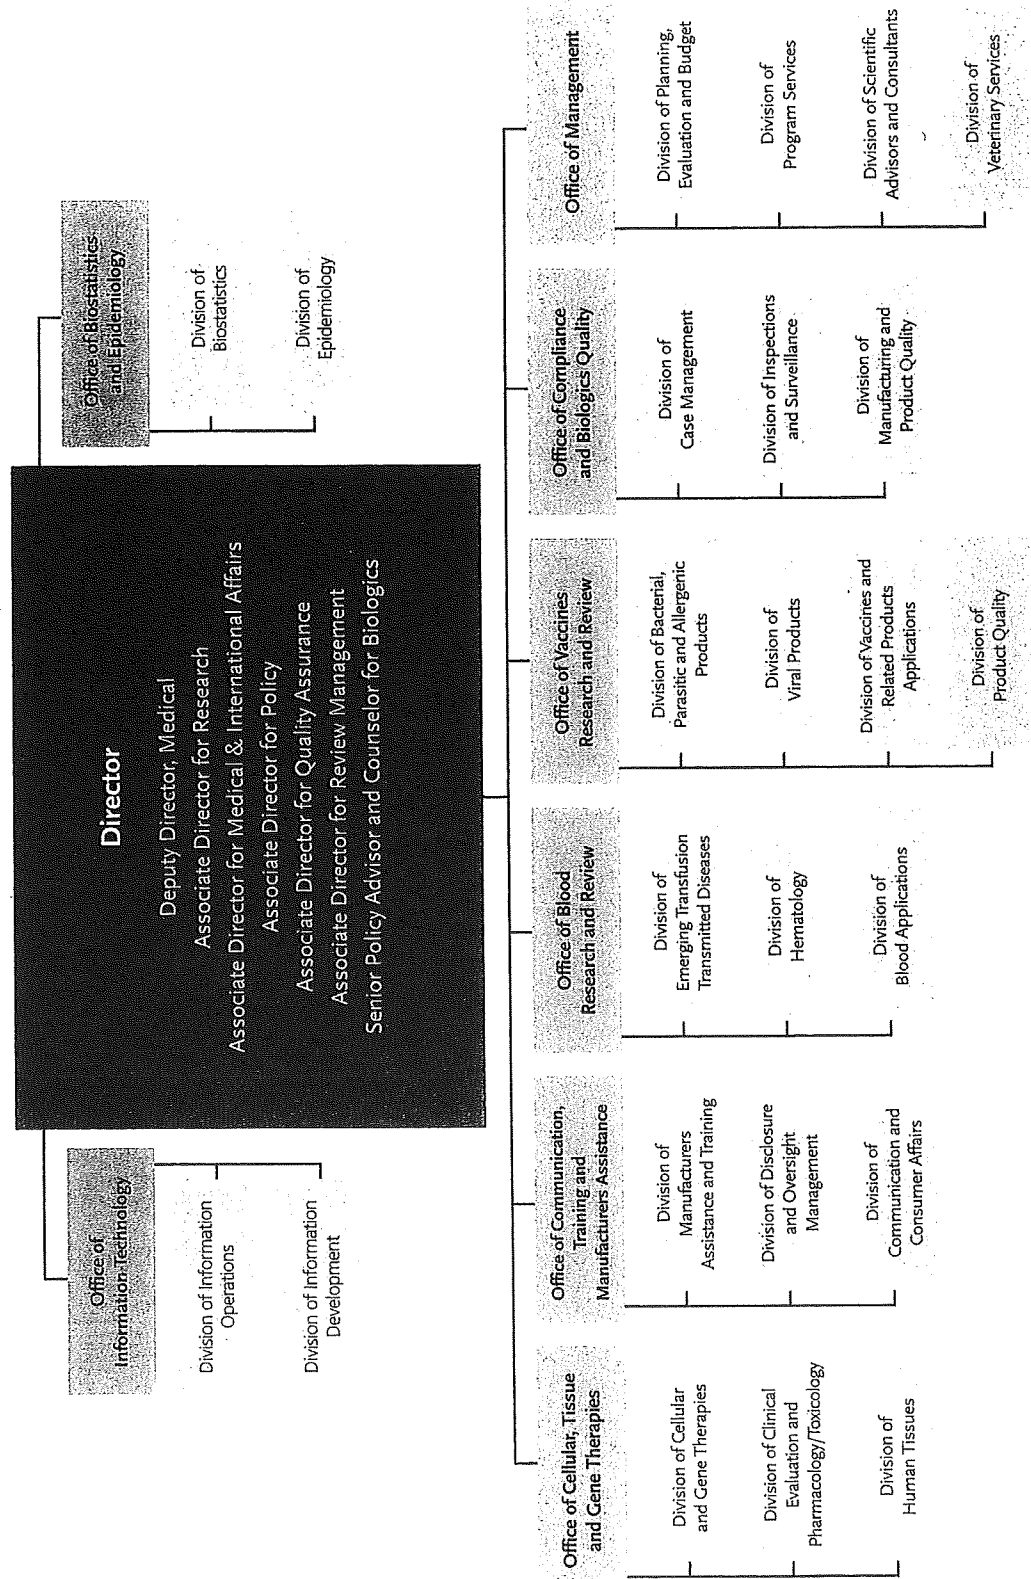 Director
Deputy Director, Medical
Associate Director for Research
Associate Director for Medical & International Affairs
Associate Director for Policy
Associate Director for Quality Assurance
Associate Director for Review Management
Senior Policy Advisor and Counselor for Biologics
Office of
Information Technology
Division of Information
Operations
Division of Information
Development
Office of Biostatistics
and Epidemiology
Division of
Biostatistics
Division of
Epidemiology
Office of Cellular, Tissue
and Gene Therapies
Division of Cellular
and Gene Therapies
Division of Clinical
Evaluation and
Pharmacology/Toxicology
Division of
Human Tissues
Office of Communication,
Training and
Manufacturers Assistance
Division of
Manufacturers
Assistance and Training
Division of Disclosure
and Oversight
Management
Division of
Communication and
Consumer Affairs
Office of Blood
Research and Review
Division of
Emerging Transfusion
Transmitted Diseases
Division of
Hematology
Division of
Blood Applications
Office of Vaccines
Research and Review
Division of Bacterial,
Parasitic and Allergenic
Products
Division of
Viral Products
Division of Vaccines and
Related Products
Applications
Division of
Product Quality
Office of Compliance
and Biologics Quality
Division of
Case Management
Division of Inspections
and Surveillance
Division of
Manufacturing and
Product Quality
Office of Management
Division of Planning,
Evaluation and Budget
Division of
Program Services
Division of Scientific
Advisors and Consultants
Division of
Veterinary Services